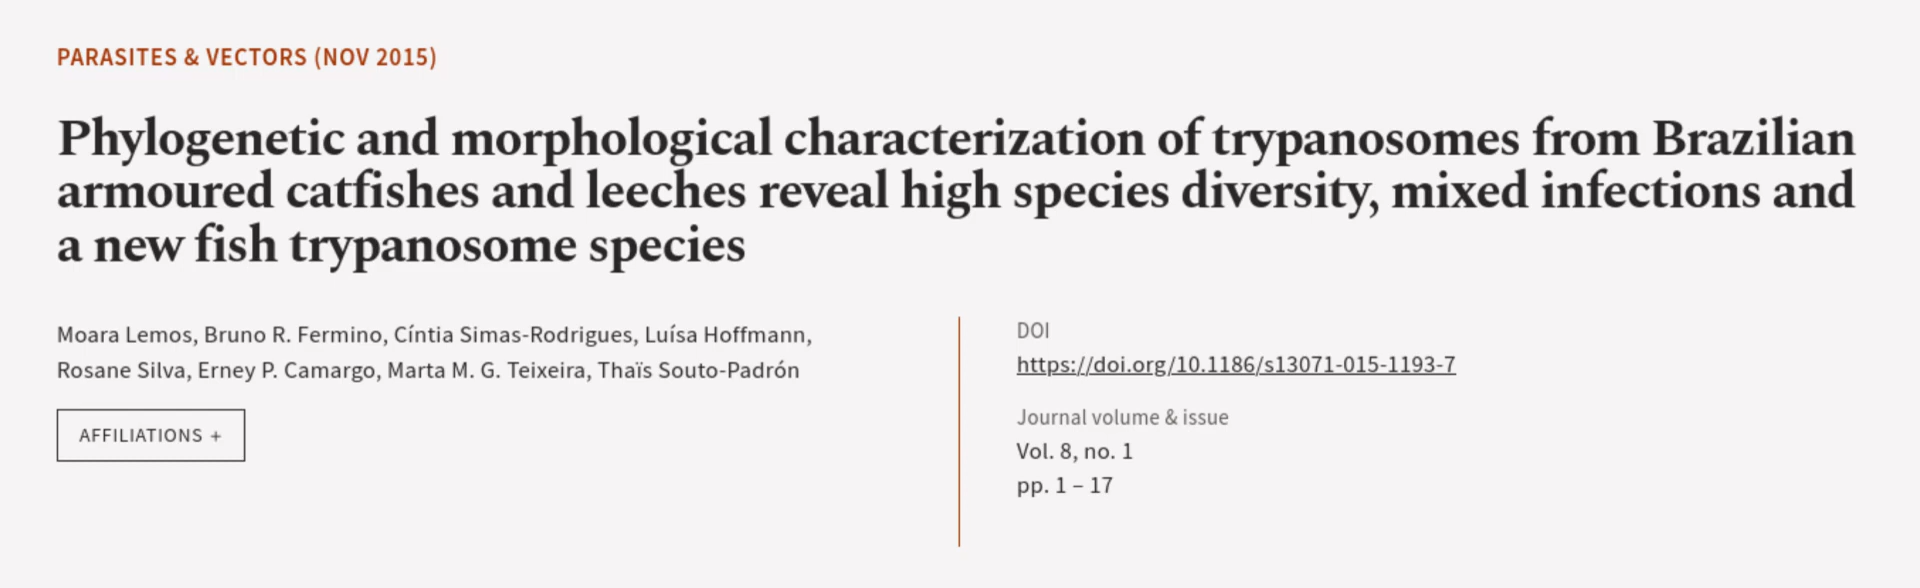 PARASITES & VECTORS (NOV 2015)
Phylogenetic and morphological characterization of trypanosomes from Brazilian
armoured catfishes and leeches reveal high species diversity, mixed infections and
a new fish trypanosome species
Moara Lemos, Bruno R. Fermino, Cíntia Simas-Rodrigues, Luísa Hoffmann,
Rosane Silva, Erney P. Camargo, Marta M. G. Teixeira, Thaïs Souto-Padrón
AFFILIATIONS +
DOI
https://doi.org/10.1186/s13071-015-1193-7
Journal volume & issue
Vol. 8, no. 1
pp. 1 – 17